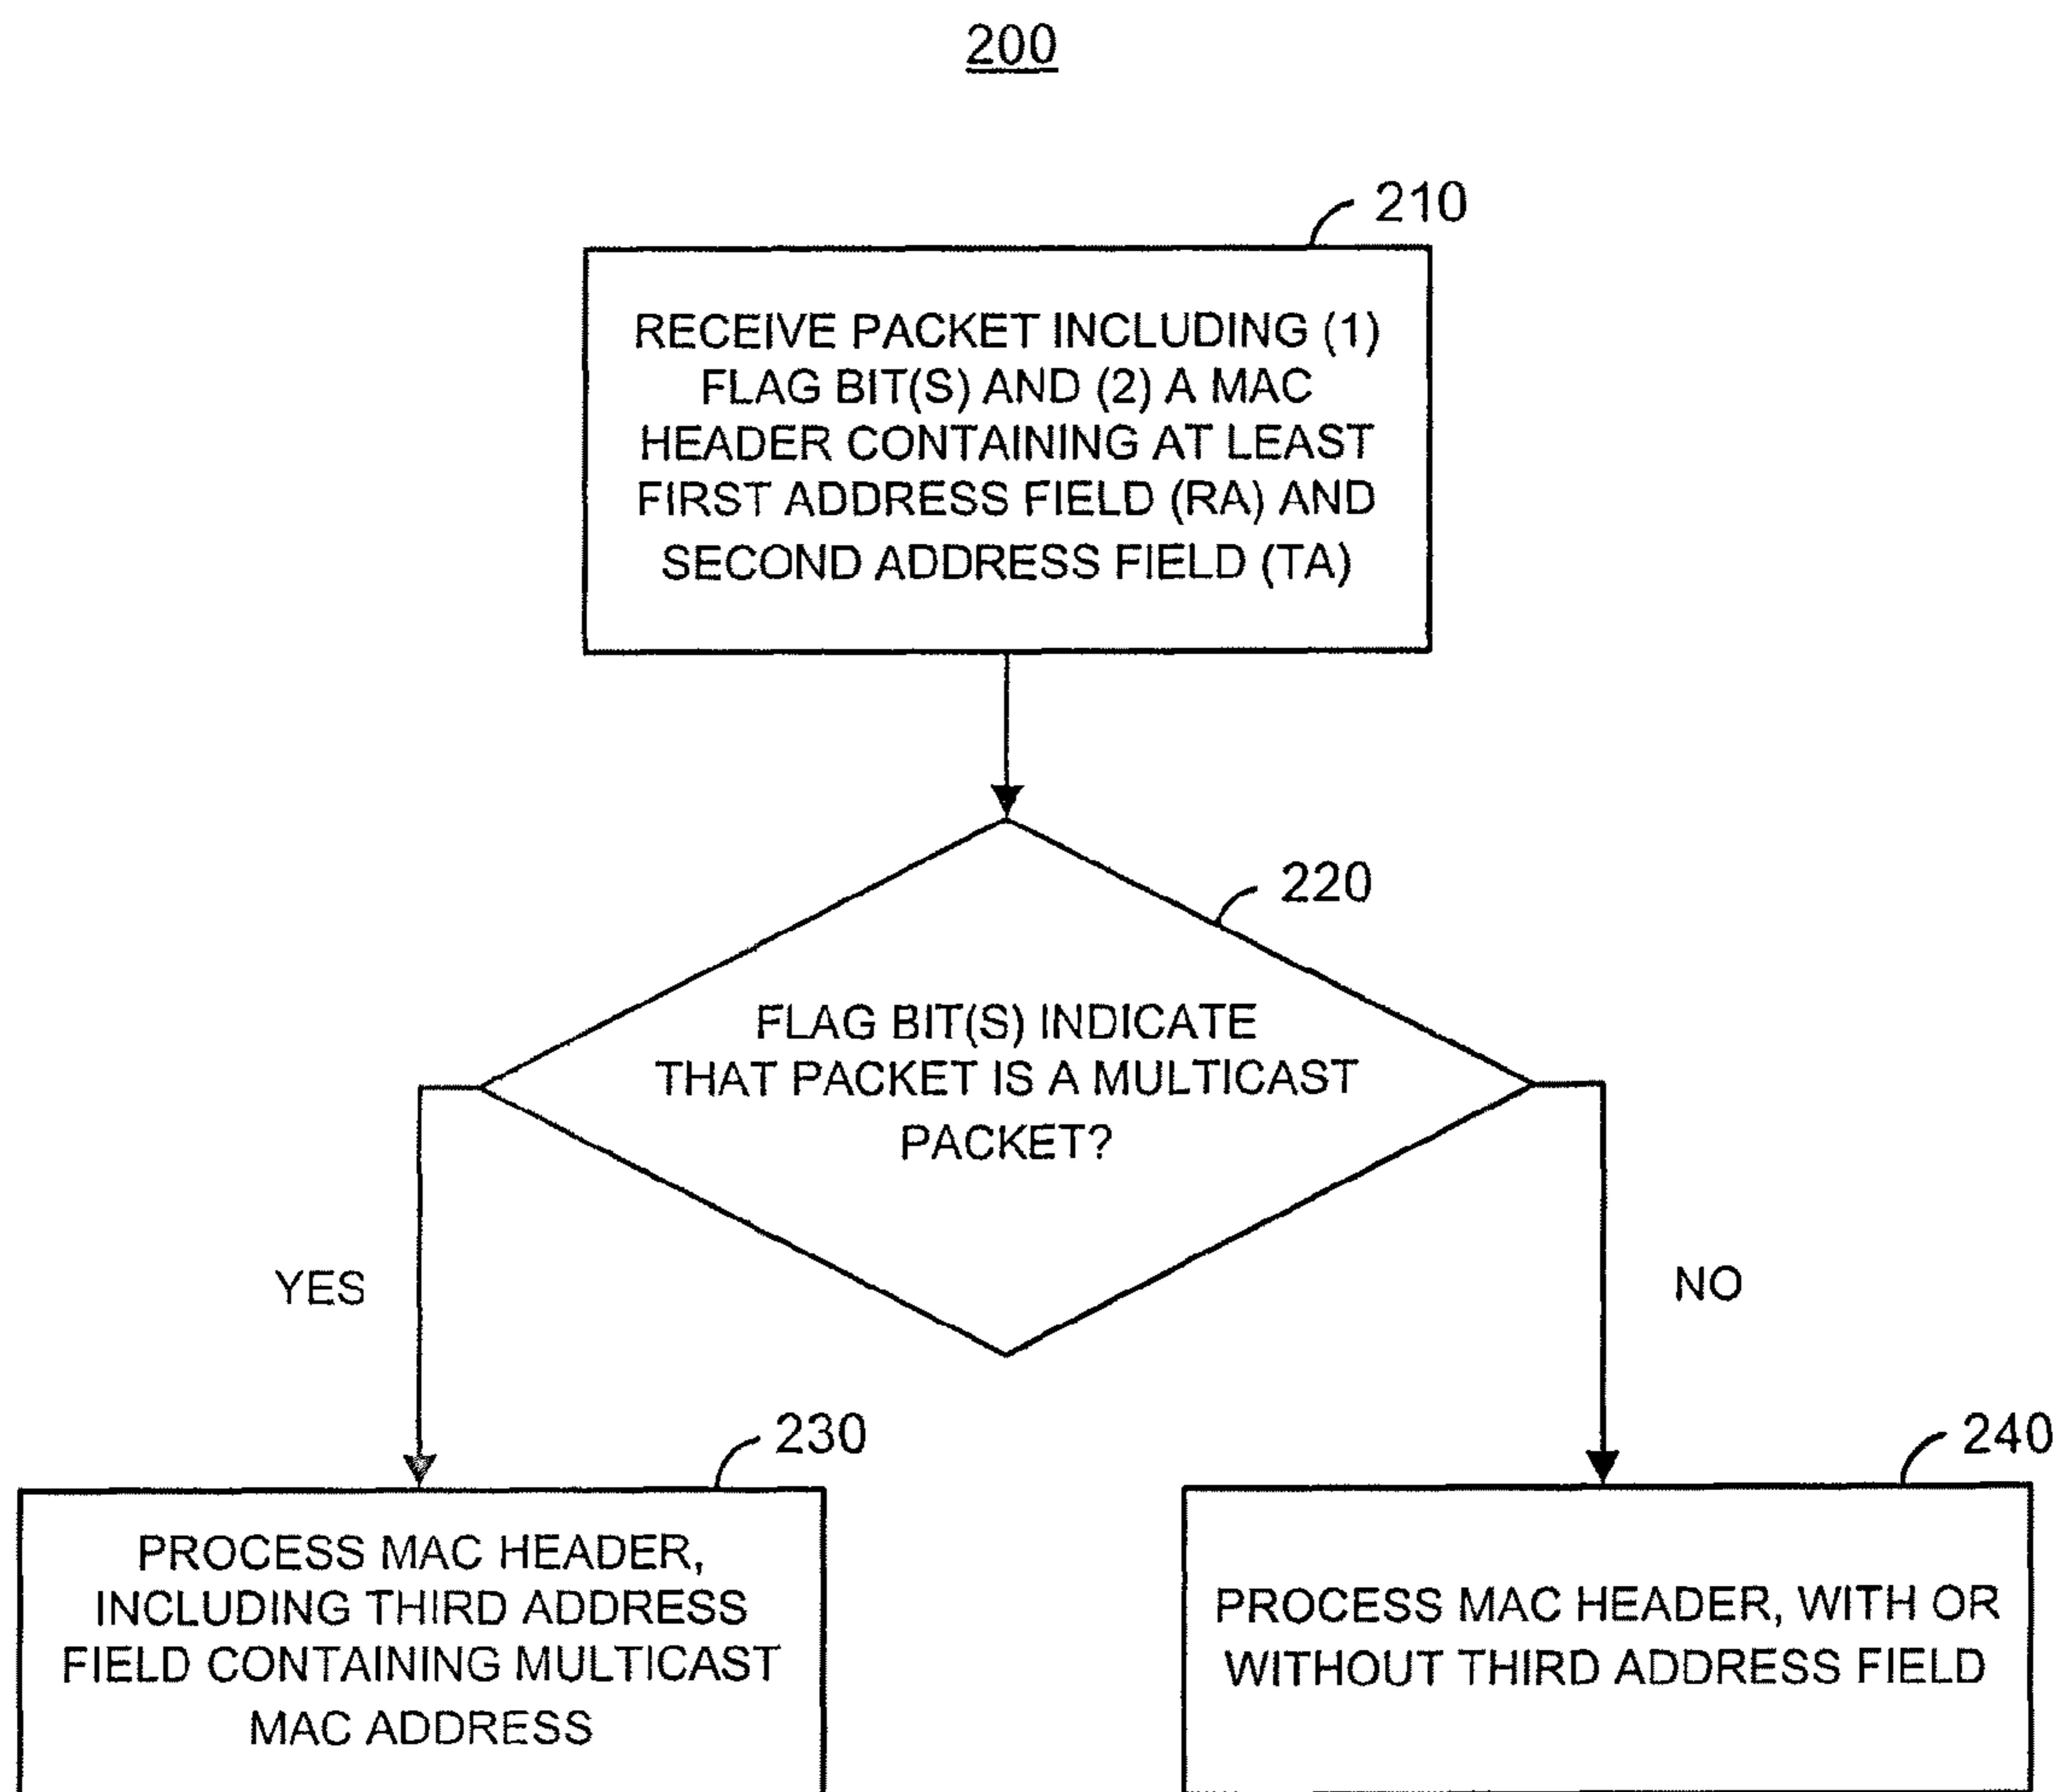 200
210
RECEIVE PACKET INCLUDING (1)
FLAG BIT(S) AND (2) A MAC
HEADER CONTAINING AT LEAST
FIRST ADDRESS FIELD (RA) AND
SECOND ADDRESS FIELD (TA)
220
FLAG BIT(S) INDICATE
THAT PACKET IS A MULTICAST
PACKET?
YES
NO
230
PROCESS MAC HEADER,
INCLUDING THIRD ADDRESS
FIELD CONTAINING MULTICAST
MAC ADDRESS
240
PROCESS MAC HEADER, WITH OR
WITHOUT THIRD ADDRESS FIELD